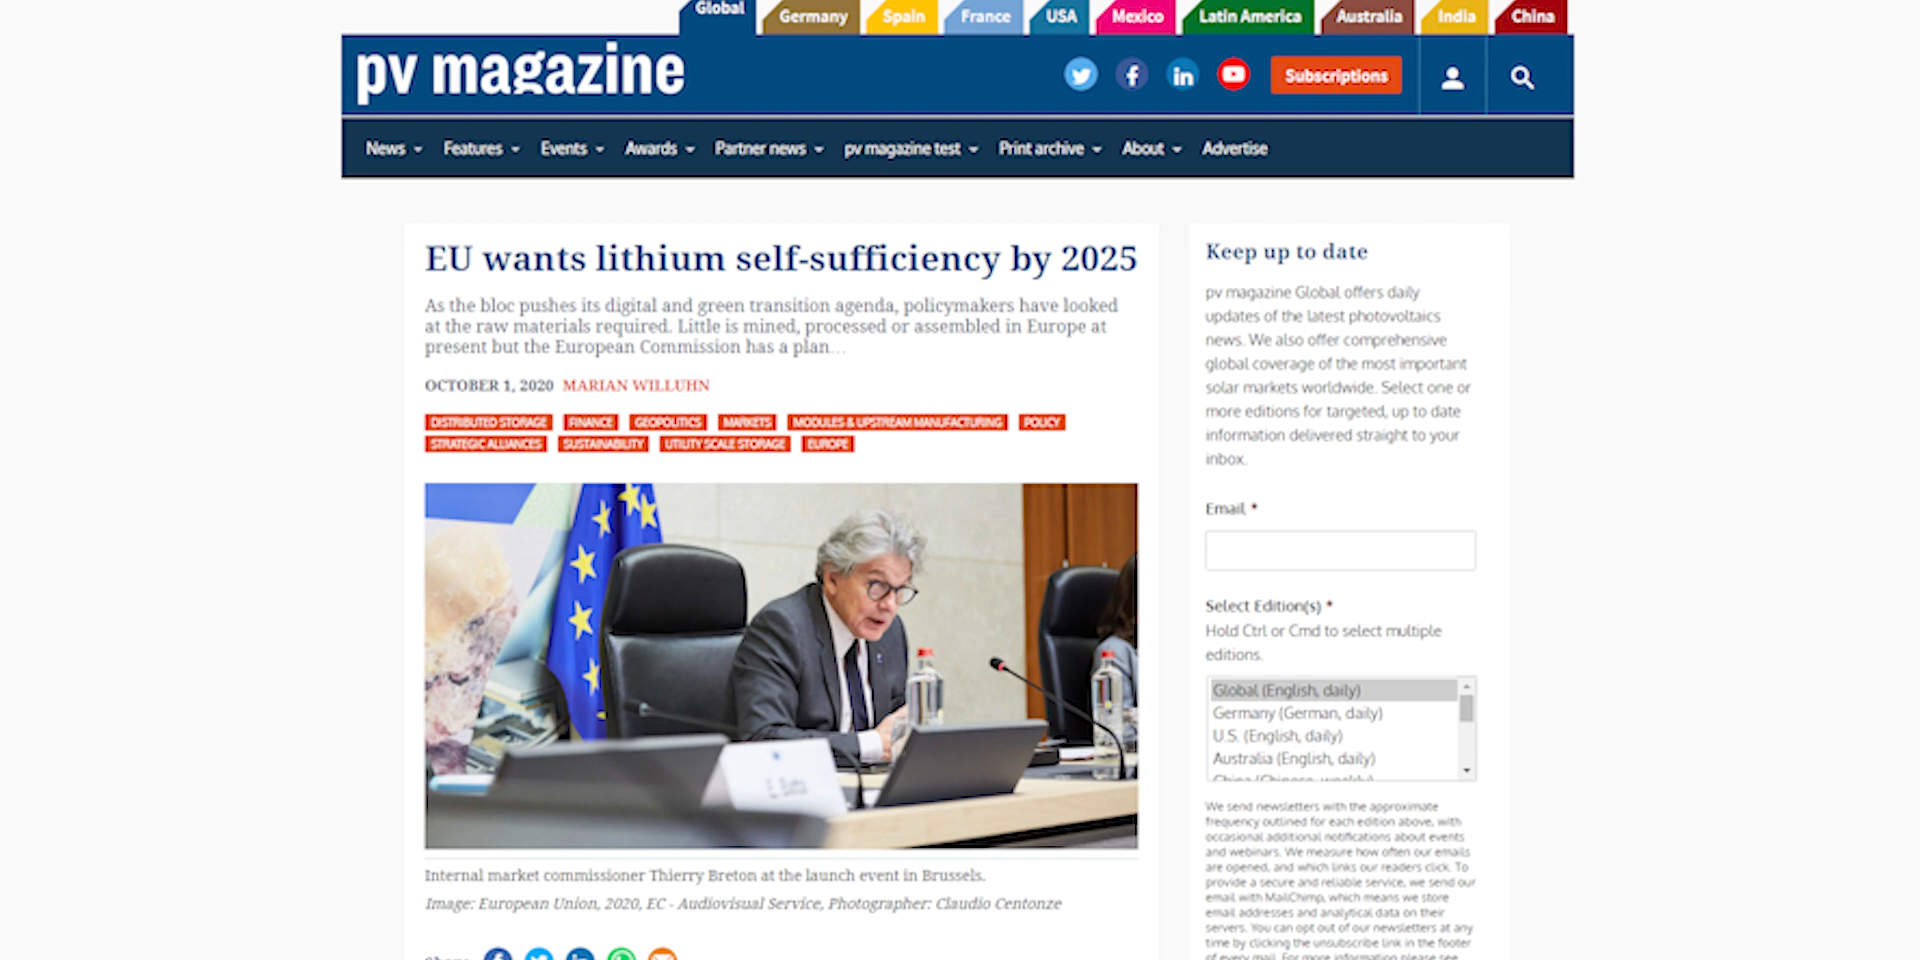 Global
Germany
Spain
France
USA
Mexico
Latin America
Australia
India
China
pv magazine
Subscriptions
News
Features
Events
Awards
Partner news
pv magazine test
Print archive
About
Advertise
EU wants lithium self-sufficiency by 2025
As the bloc pushes its digital and green transition agenda, policymakers have looked
at the raw materials required. Little is mined, processed or assembled in Europe at
present but the European Commission has a plan…
OCTOBER 1, 2020 MARIAN WILLUHN
DISTRIBUTED STORAGE FINANCE GEOPOLITICS MARKETS MODULES & UPSTREAM MANUFACTURING POLICY
STRATEGIC ALLIANCES SUSTAINABILITY UTILITY SCALE STORAGE EUROPE
Internal market commissioner Thierry Breton at the launch event in Brussels.
Image: European Union, 2020, EC - Audiovisual Service, Photographer: Claudio Centonze
Keep up to date
pv magazine Global offers daily
updates of the latest photovoltaics
news. We also offer comprehensive
global coverage of the most important
solar markets worldwide. Select one or
more editions for targeted, up to date
information delivered straight to your
inbox.
Email *
Select Edition(s) *
Hold Ctrl or Cmd to select multiple
editions.
Global (English, daily)
Germany (German, daily)
U.S. (English, daily)
Australia (English, daily)
China (Chinese, weekly)
We send newsletters with the approximate
frequency outlined for each edition above, with
occasional additional notifications about events
and webinars. We measure how often our emails
are opened, and which links our readers click. To
provide a secure and reliable service, we send our
email with MailChimp, which means we store
email addresses and analytical data on their
servers. You can opt out of our newsletters at any
time by clicking the unsubscribe link in the footer
of every mail. For more information please see